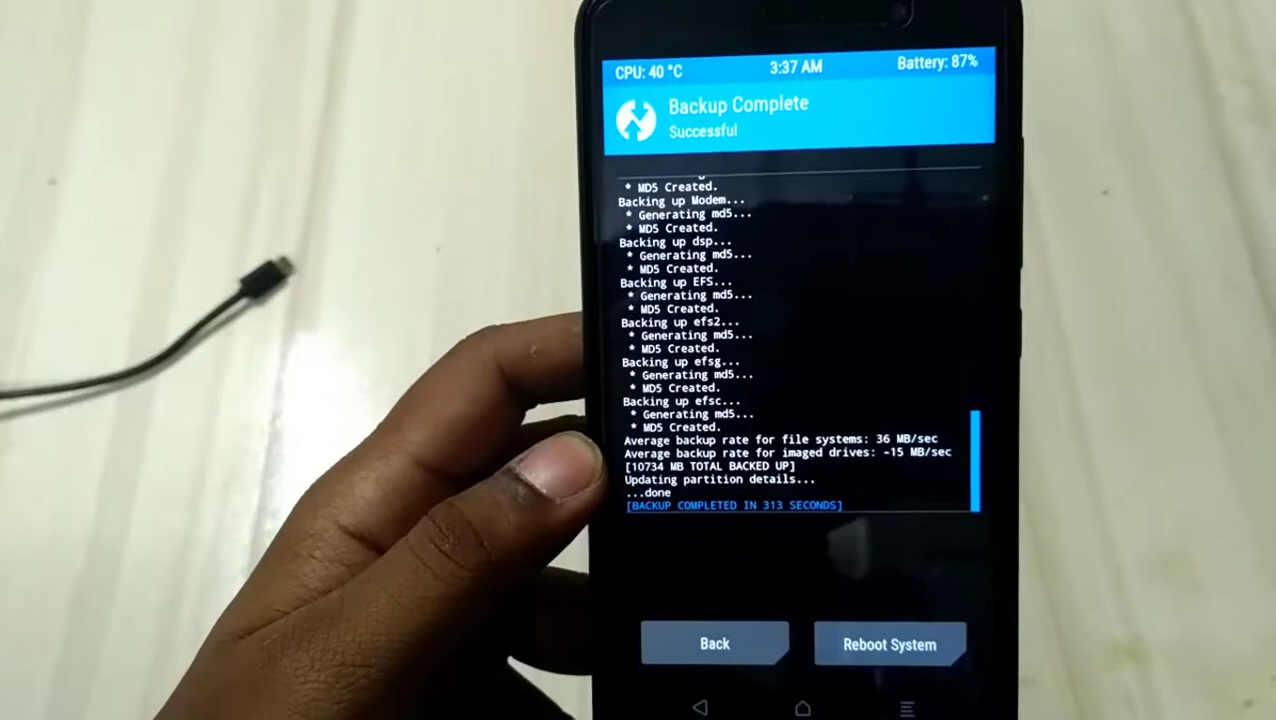 CPU: 40 °C 3:37 AM Battery: 87%
Backup Complete
Successful
* MD5 Created.
Backing up Modem...
* Generating md5...
* MD5 Created.
Backing up dsp...
* Generating md5...
* MD5 Created.
Backing up EFS...
* Generating md5...
* MD5 Created.
Backing up efs2...
* Generating md5...
* MD5 Created.
Backing up efsg...
* Generating md5...
* MD5 Created.
Backing up efsc...
* Generating md5...
* MD5 Created.
Average backup rate for file systems: 36 MB/sec
Average backup rate for imaged drives: -15 MB/sec
[10734 MB TOTAL BACKED UP]
Updating partition details...
...done
[BACKUP COMPLETED IN 313 SECONDS]
Back Reboot System